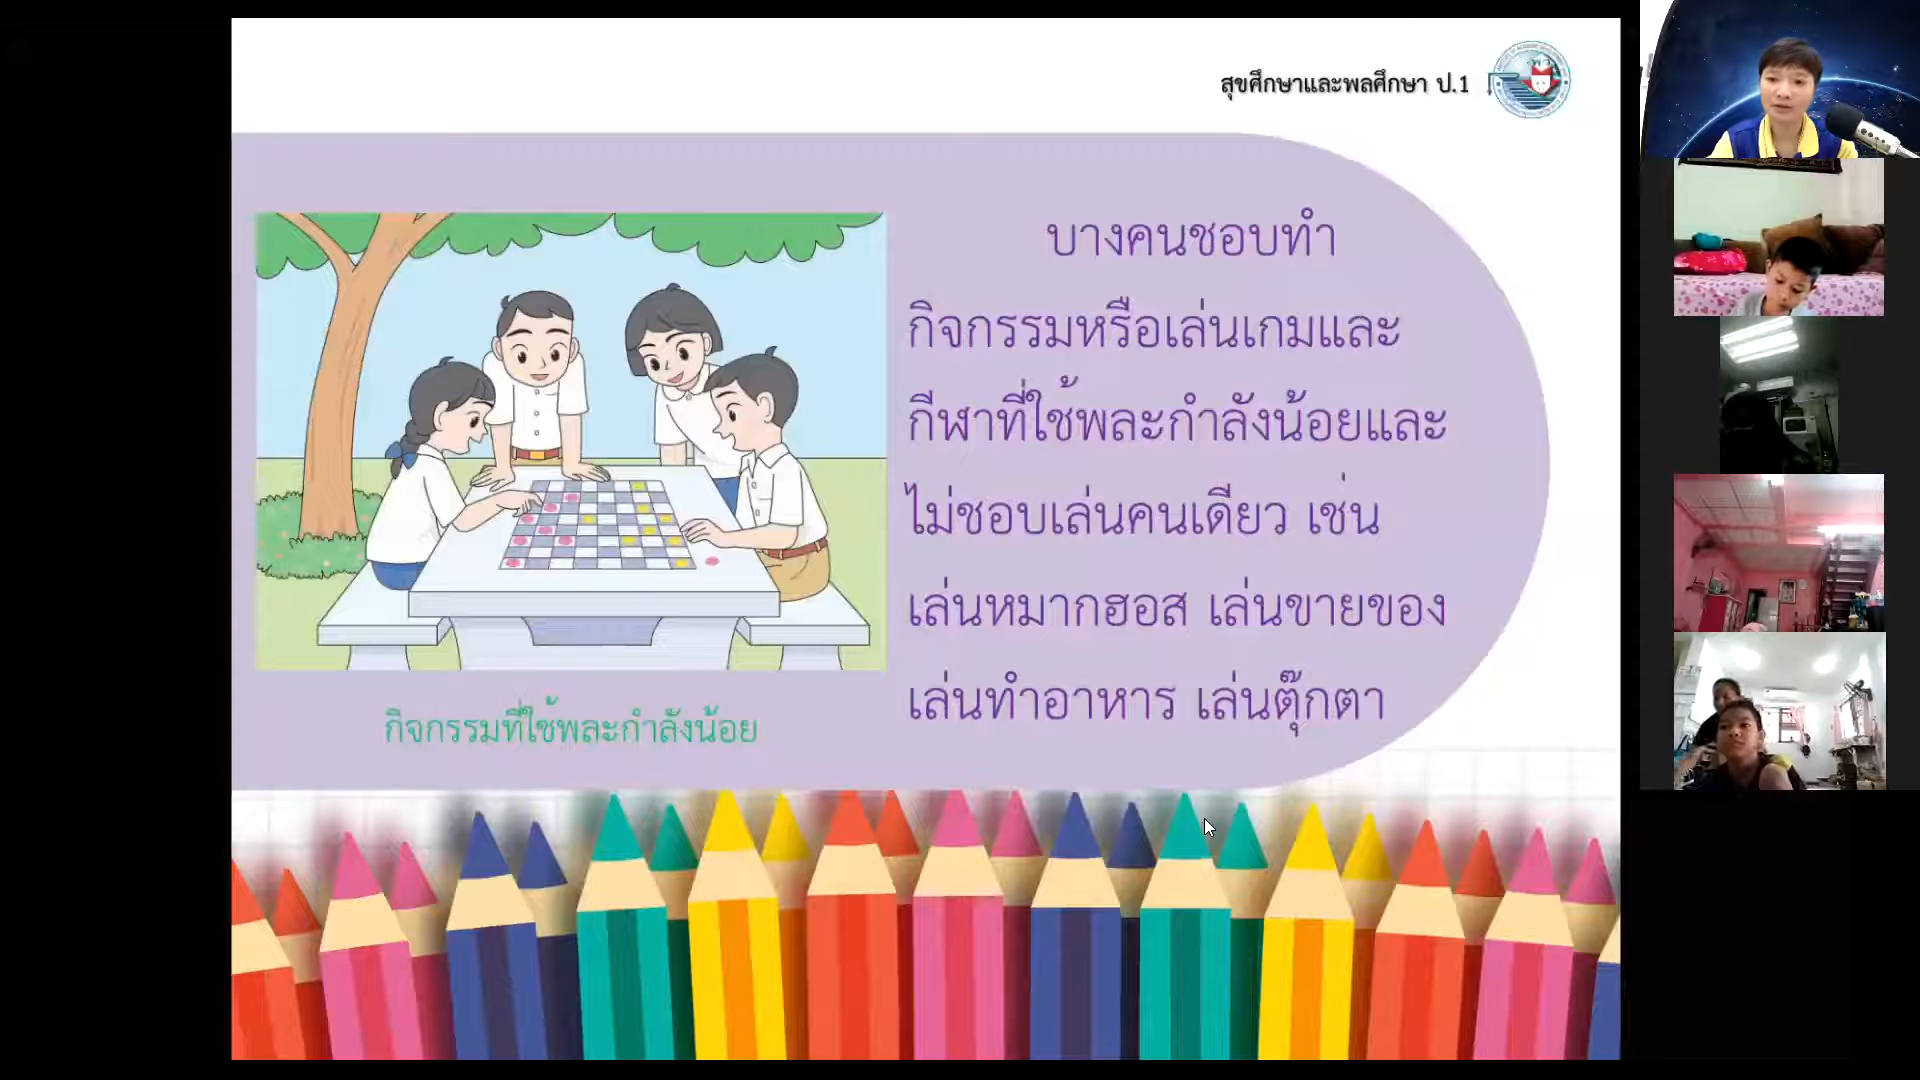 สุขศึกษาและพลศึกษา ป.1
บางคนชอบทำ
กิจกรรมหรือเล่นเกมและ
กีฬาที่ใช้พละกำลังน้อยและ
ไม่ชอบเล่นคนเดียว เช่น
เล่นหมากฮอส เล่นขายของ
เล่นทำอาหาร เล่นตุ๊กตา
กิจกรรมที่ใช้พละกำลังน้อย